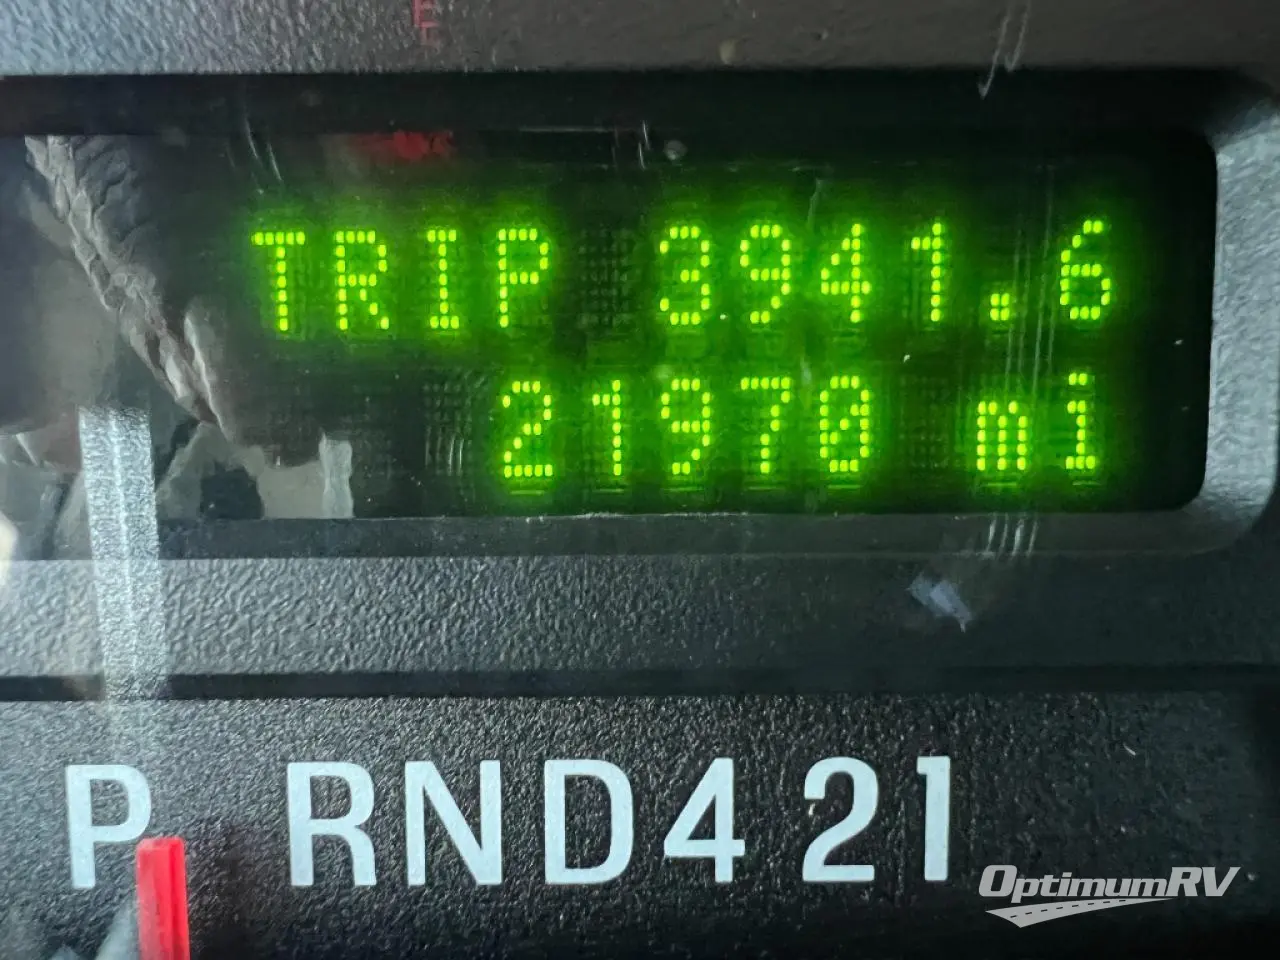 TRIP 3941.6
21970 mi
P RND421
OptimumRV